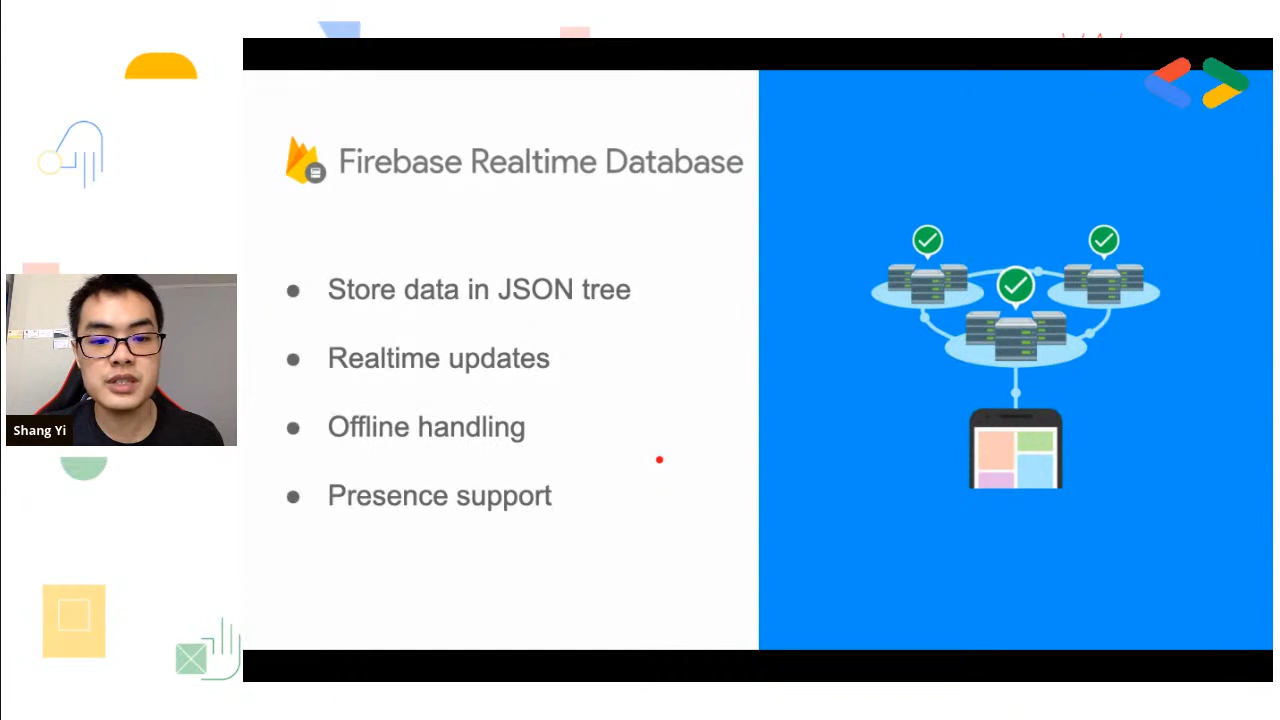 Firebase Realtime Database
Store data in JSON tree
Realtime updates
Offline handling
Presence support
Shang Yi